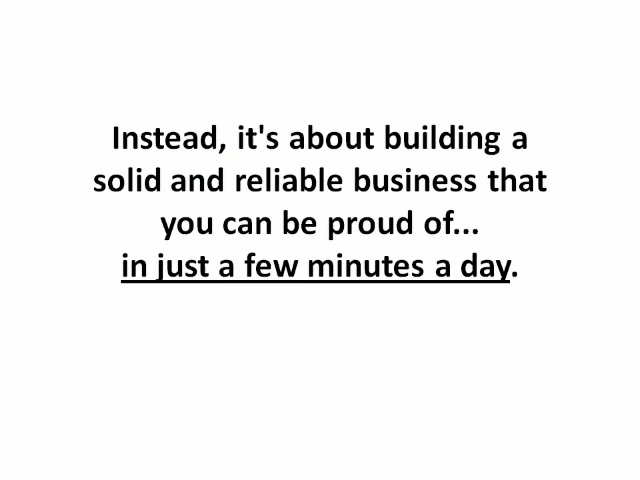 Instead, it's about building a
solid and reliable business that
you can be proud of...
in just a few minutes a day.